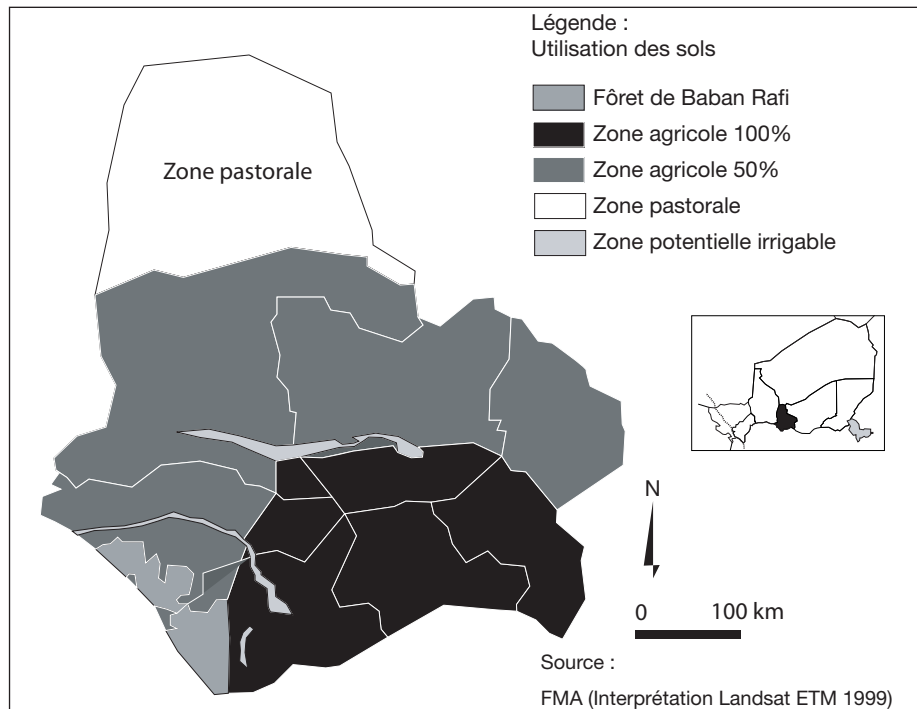 Légende :
Utilisation des sols
Fôret de Baban Rafi
Zone agricole 100%
Zone agricole 50%
Zone pastorale
Zone potentielle irrigable
Zone pastorale
N
0 100 km
Source :
FMA (Interprétation Landsat ETM 1999)